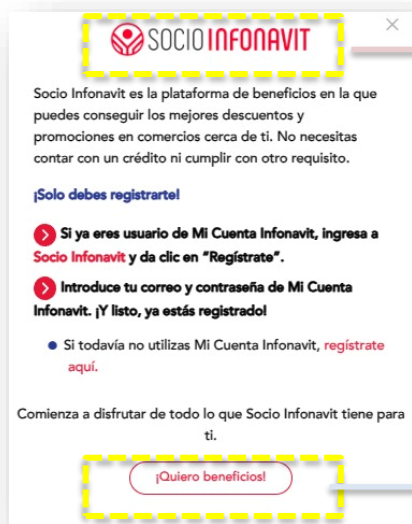 SOCIO INFONAVIT
Socio Infonavit es la plataforma de beneficios en la que
puedes conseguir los mejores descuentos y
promociones en comercios cerca de ti. No necesitas
contar con un crédito ni cumplir con otro requisito.
¡Solo debes registrarte!
Si ya eres usuario de Mi Cuenta Infonavit, ingresa a
Socio Infonavit y da clic en “Regístrate”.
Introduce tu correo y contraseña de Mi Cuenta
Infonavit. ¡Y listo, ya estás registrado!
Si todavía no utilizas Mi Cuenta Infonavit, regístrate
aquí.
Comienza a disfrutar de todo lo que Socio Infonavit tiene para
ti.
¡Quiero beneficios!